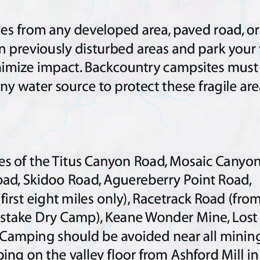 es from any developed area, paved road, or
n previously disturbed areas and park your
imize impact. Backcountry campsites must
ny water source to protect these fragile are
es of the Titus Canyon Road, Mosaic Canyon
oad, Skidoo Road, Aguereberry Point Road,
first eight miles only), Racetrack Road (from
stake Dry Camp), Keane Wonder Mine, Lost
Camping should be avoided near all mining
ping on the valley floor from Ashford Mill in